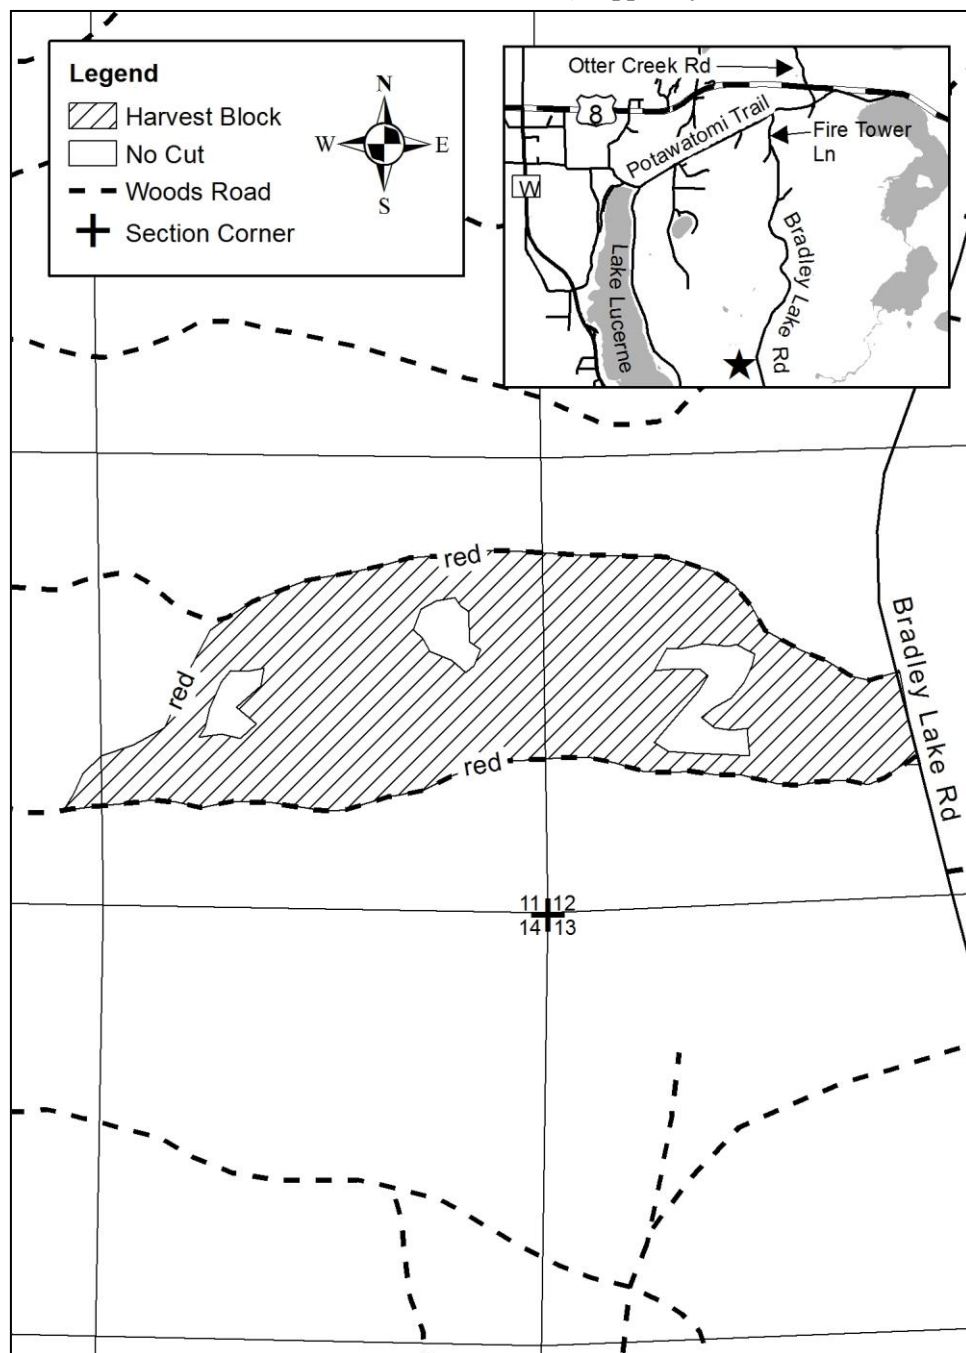 Legend
Harvest Block
No Cut
Woods Road
Section Corner
N
W
E
S
Otter Creek Rd
8
Potawatomi Trail
Fire Tower
Ln
W
Lake Lucerne
Bradley Lake Rd
red
red
red
Bradley Lake Rd
11 12
14 13